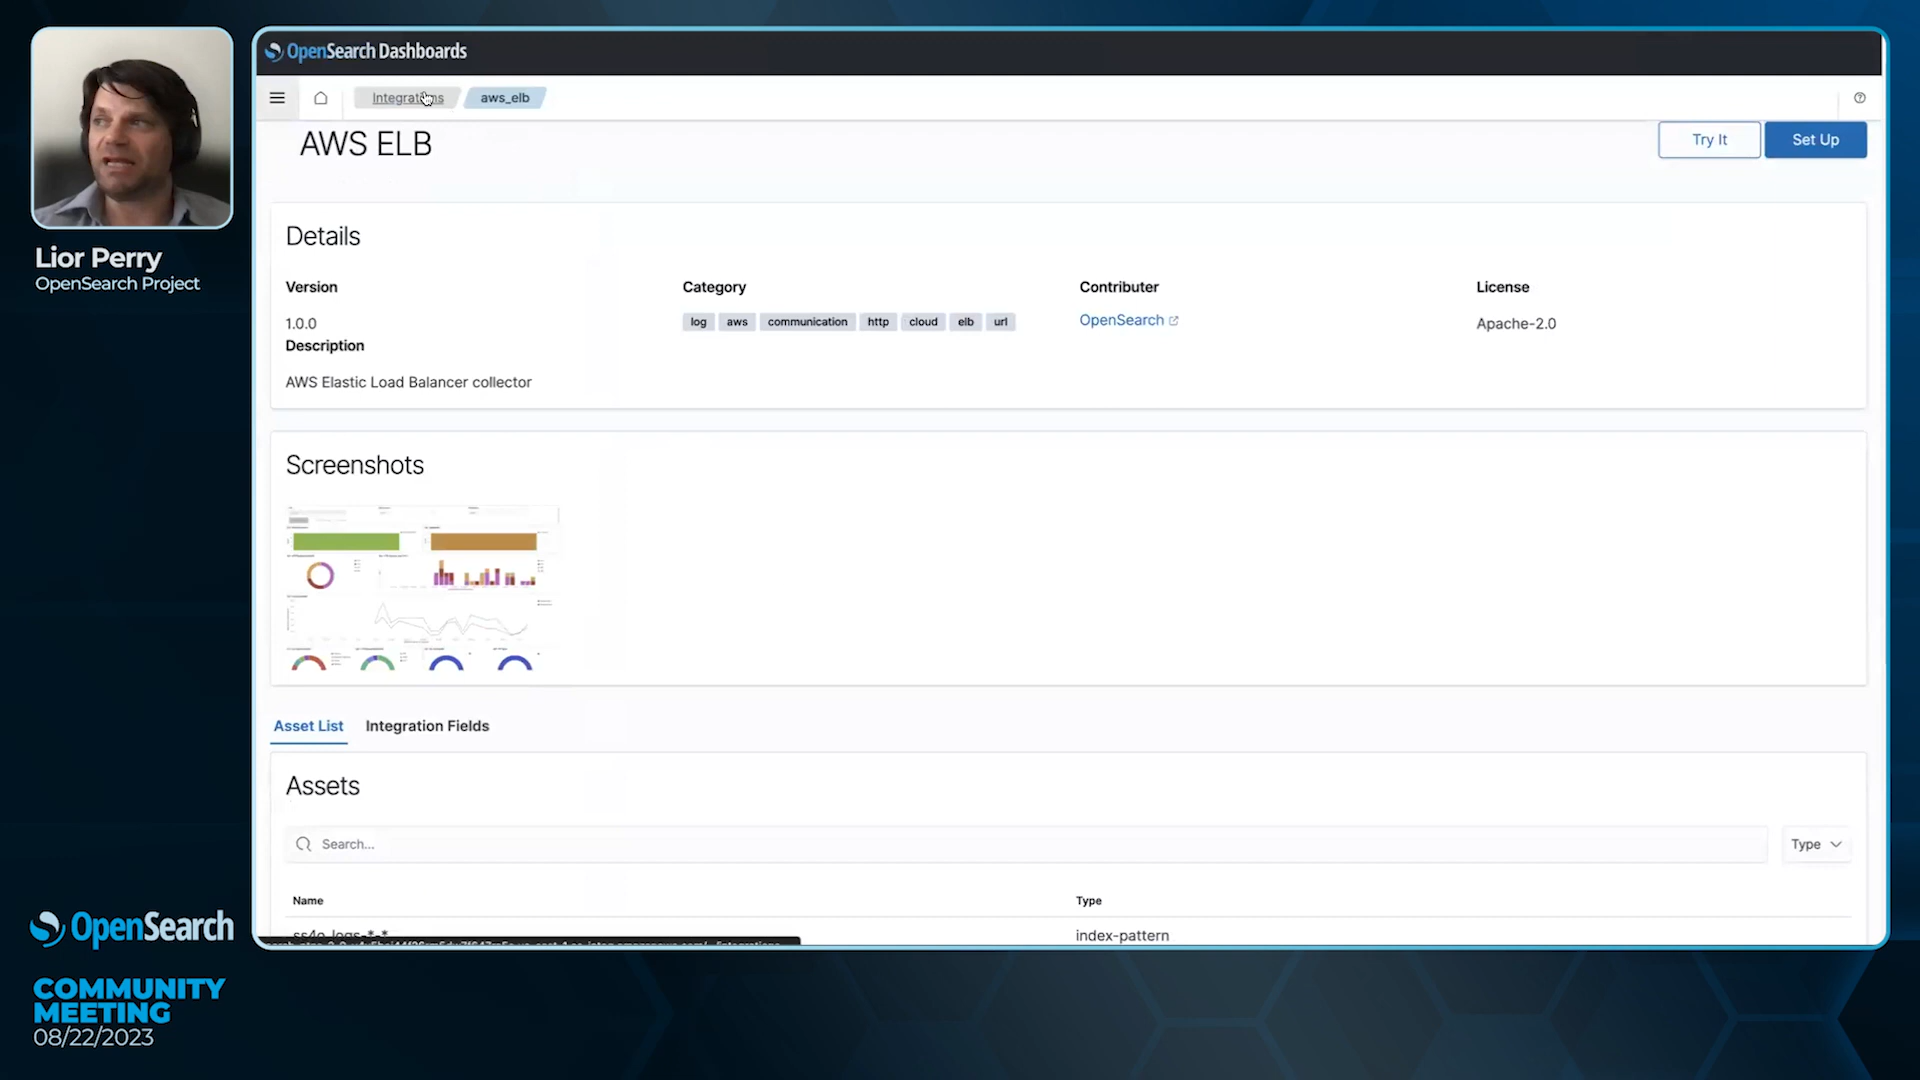 OpenSearch Dashboards
Integrations
aws_elb
AWS ELB
Try It
Set Up
Lior Perry
OpenSearch Project
Details
Version
Category
Contributer
License
1.0.0
log aws communication http cloud elb url
OpenSearch
Apache-2.0
Description
AWS Elastic Load Balancer collector
Screenshots
Asset List
Integration Fields
Assets
Search...
Type
Name
Type
ss4o_logs-*-*
index-pattern
OpenSearch
COMMUNITY
MEETING
08/22/2023